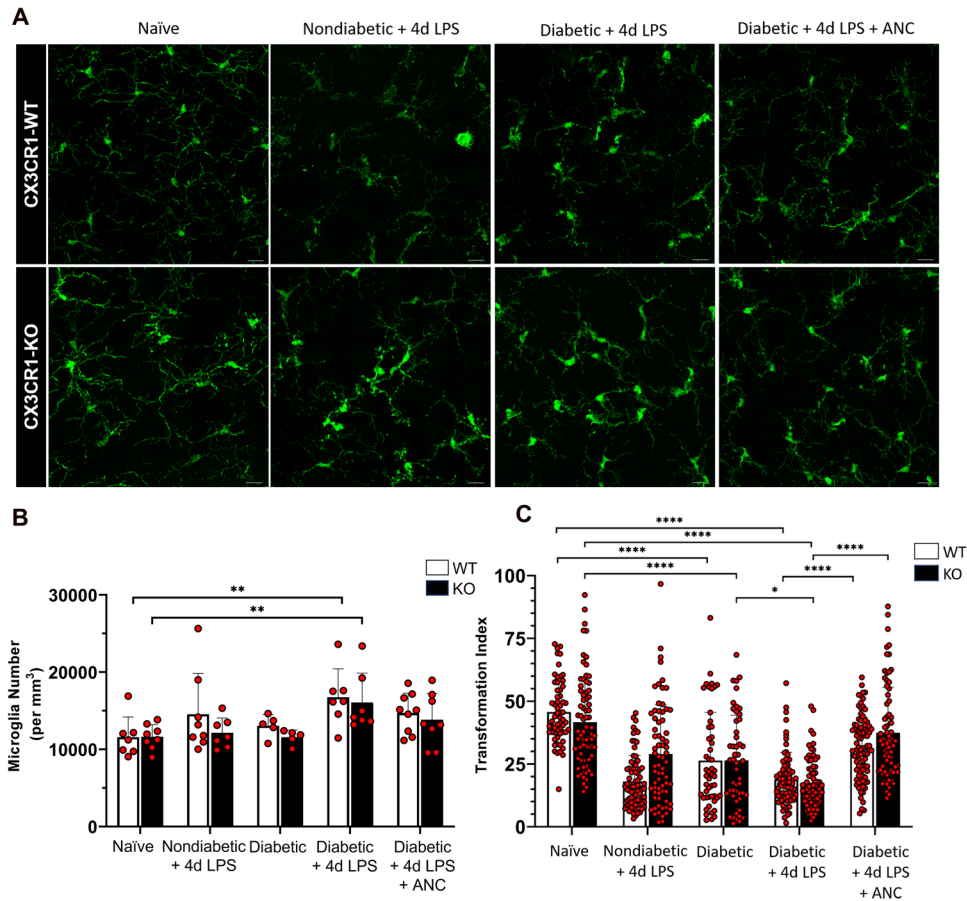 A
Naïve
Nondiabetic + 4d LPS
Diabetic + 4d LPS
Diabetic + 4d LPS + ANC
CX3CR1-WT
CX3CR1-KO
B
WT
KO
**
**
Microglia Number
(per mm³)
30000
20000
10000
0
Naïve
Nondiabetic
+ 4d LPS
Diabetic
Diabetic
+ 4d LPS
Diabetic
+ 4d LPS
+ ANC
C
WT
KO
****
****
****
****
****
****
*
Transformation Index
100
75
50
25
0
Naïve
Nondiabetic
+ 4d LPS
Diabetic
Diabetic
+ 4d LPS
Diabetic
+ 4d LPS
+ ANC